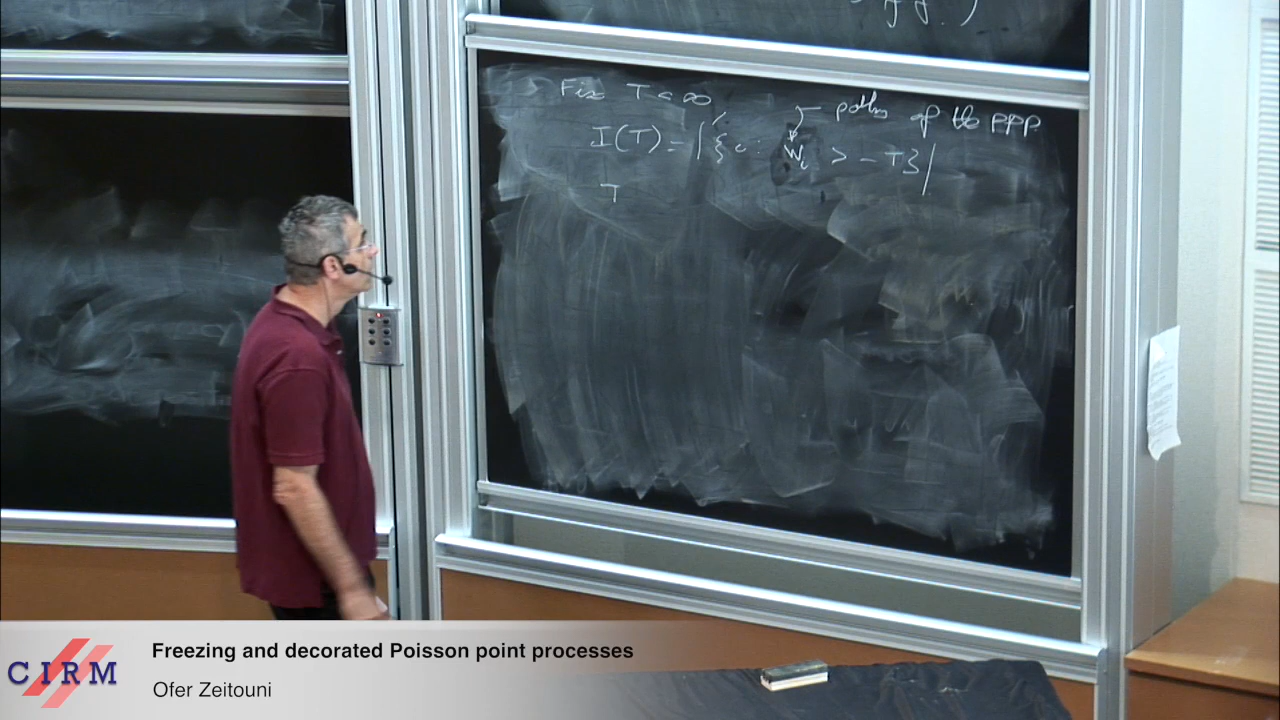 Fix T < ∞
paths of the PPP
I(T) = |{i : W_i > -T}|
T
CIRM
Freezing and decorated Poisson point processes
Ofer Zeitouni